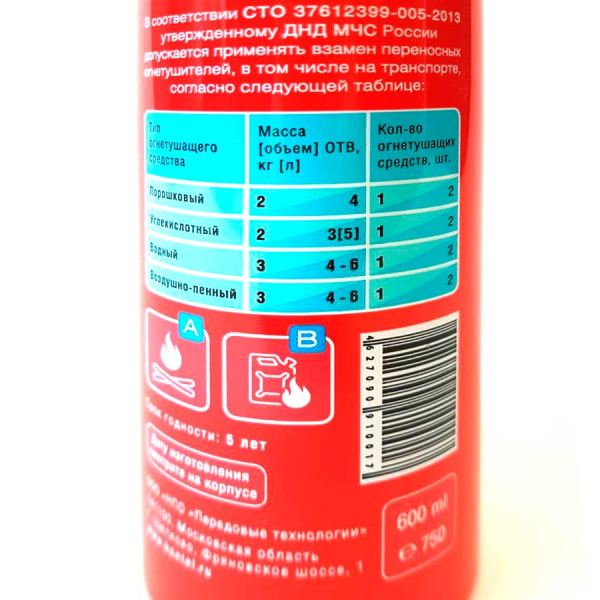 В соответствии СТО 37612399-005-2013
утвержденному ДНД МЧС России
допускается применять взамен переносных
огнетушителей, в том числе на транспорте,
согласно следующей таблице:
Тип огнетушащего средства Масса [объем] ОТВ, кг [л] Кол-во огнетушащих средств, шт.
Порошковый 2 4 1 2
Углекислотный 2 3[5] 1 2
Водный 3 4-6 1 2
Воздушно-пенный 3 4-6 1 2
A B
Срок годности: 5 лет
Дату изготовления
смотрите на корпусе
4627090910017
ООО «НПО «Передовые технологии»
Московская область
Фряновское шоссе, 1
600 ml
e 750